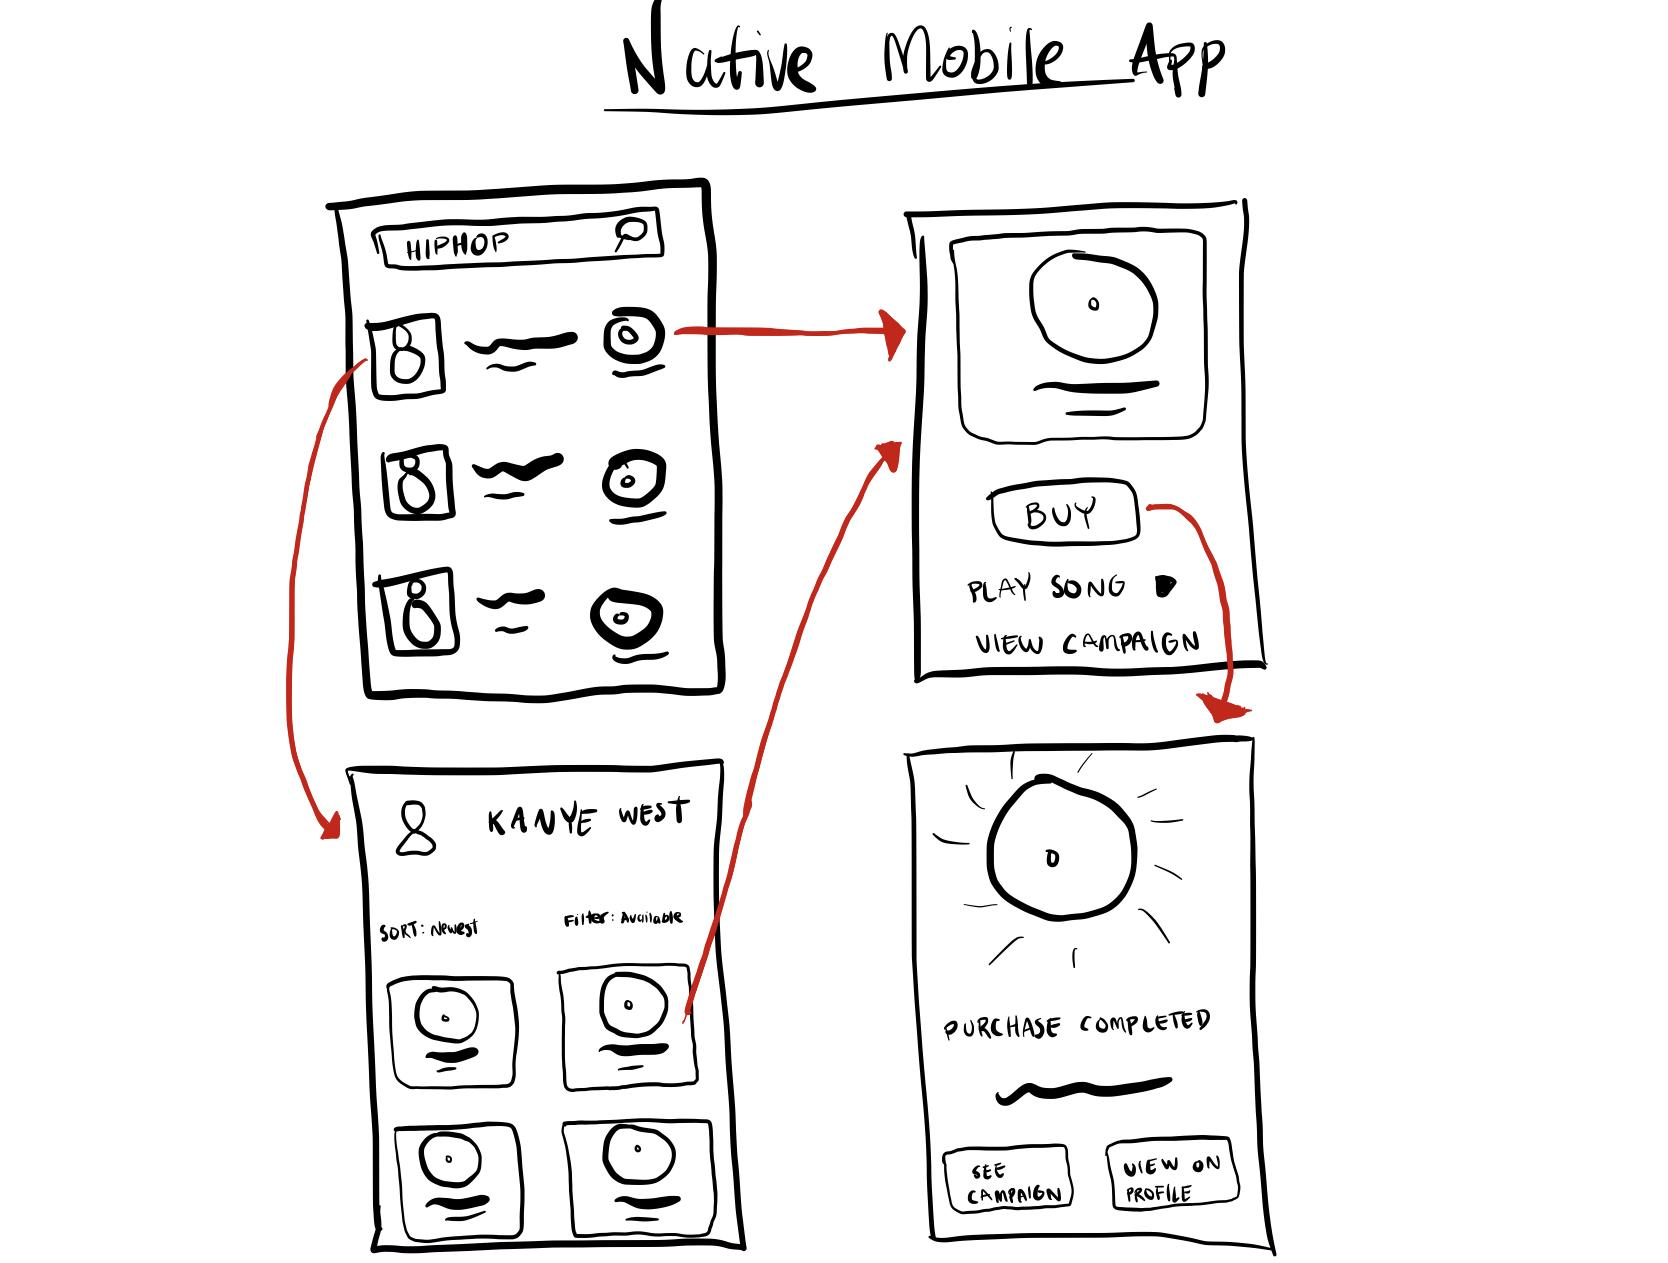 Native Mobile App
HIPHOP
BUY
PLAY SONG
VIEW CAMPAIGN
KANYE WEST
SORT: Newest
Filter: Available
PURCHASE COMPLETED
SEE
CAMPAIGN
VIEW ON
PROFILE